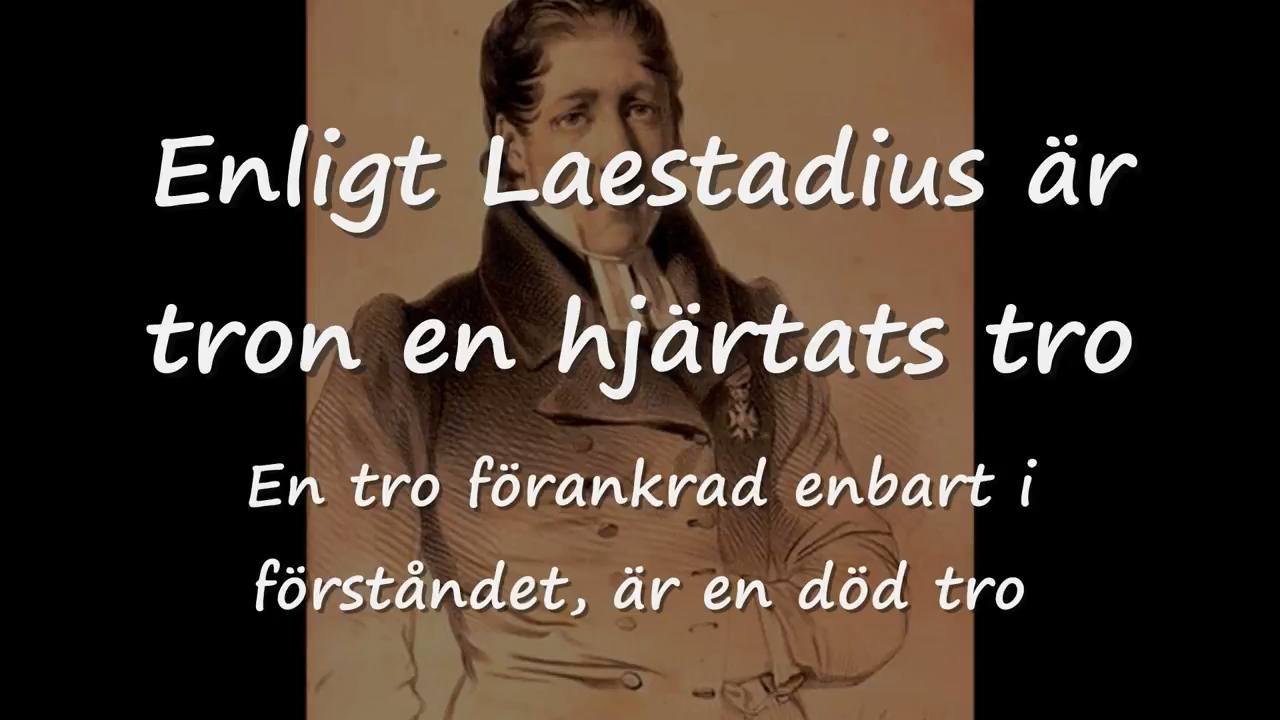 Enligt Laestadius är
tron en hjärtats tro
En tro förankrad enbart i
förståndet, är en död tro